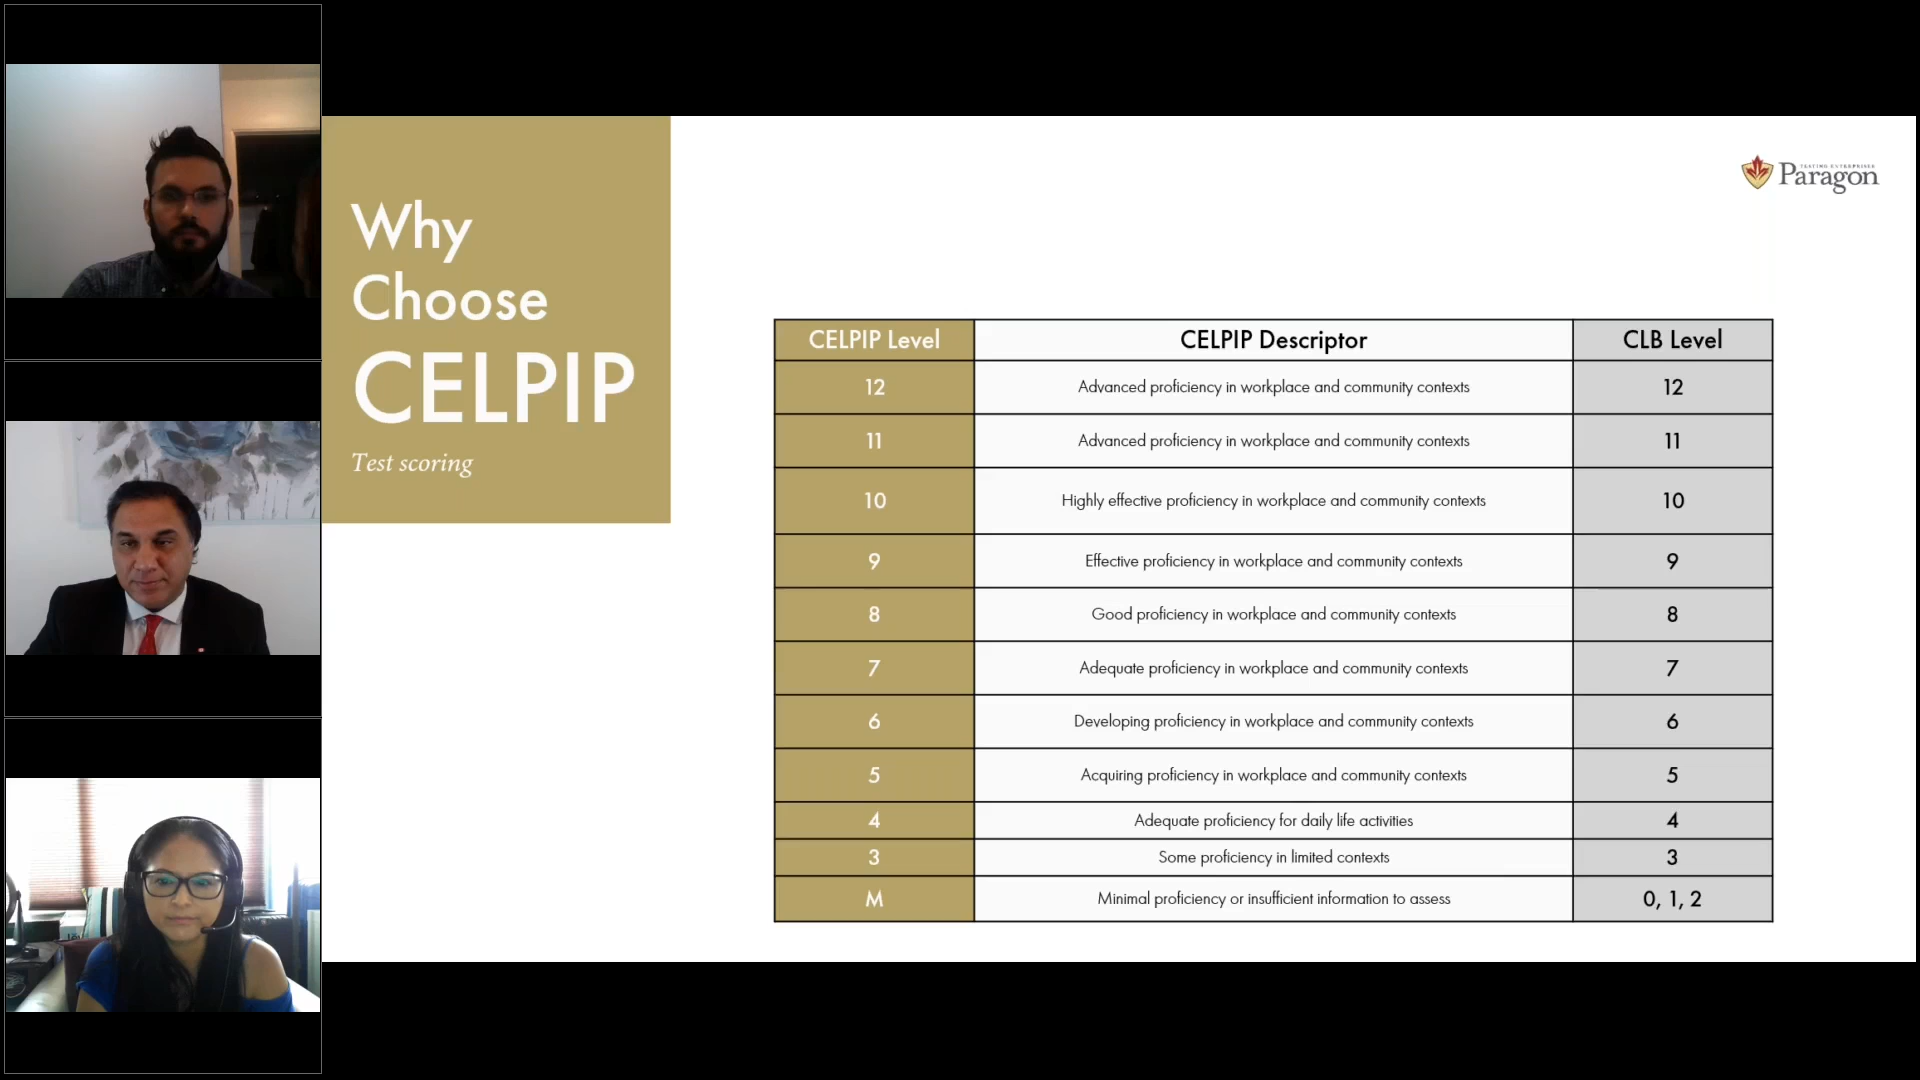 Why
Choose
CELPIP
Test scoring
TESTING ENTERPRISES
Paragon
CELPIP Level CELPIP Descriptor CLB Level
12 Advanced proficiency in workplace and community contexts 12
11 Advanced proficiency in workplace and community contexts 11
10 Highly effective proficiency in workplace and community contexts 10
9 Effective proficiency in workplace and community contexts 9
8 Good proficiency in workplace and community contexts 8
7 Adequate proficiency in workplace and community contexts 7
6 Developing proficiency in workplace and community contexts 6
5 Acquiring proficiency in workplace and community contexts 5
4 Adequate proficiency for daily life activities 4
3 Some proficiency in limited contexts 3
M Minimal proficiency or insufficient information to assess 0, 1, 2